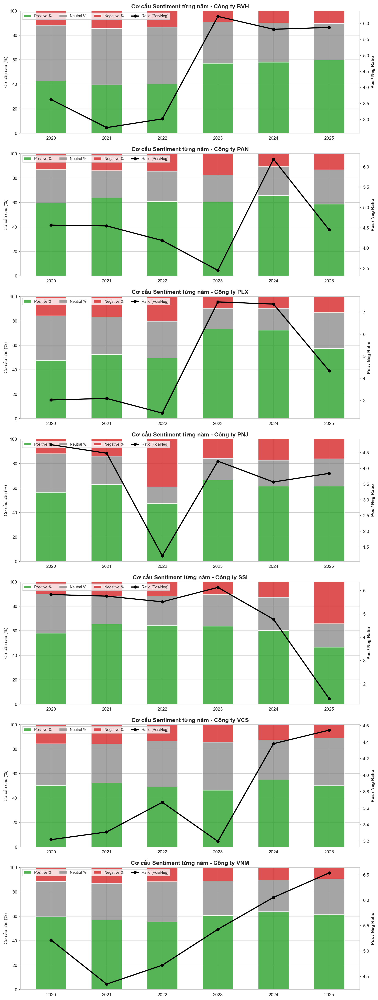 Cơ cấu Sentiment từng năm - Công ty BVH
Positive % Neutral % Negative % Ratio (Pos/Neg)
Cơ cấu câu (%)
100
80
60
40
20
0
6.0
5.5
5.0
4.5
4.0
3.5
3.0
Pos / Neg Ratio
2020 2021 2022 2023 2024 2025
Cơ cấu Sentiment từng năm - Công ty PAN
Positive % Neutral % Negative % Ratio (Pos/Neg)
Cơ cấu câu (%)
100
80
60
40
20
0
6.0
5.5
5.0
4.5
4.0
3.5
Pos / Neg Ratio
2020 2021 2022 2023 2024 2025
Cơ cấu Sentiment từng năm - Công ty PLX
Positive % Neutral % Negative % Ratio (Pos/Neg)
Cơ cấu câu (%)
100
80
60
40
20
0
7
6
5
4
3
Pos / Neg Ratio
2020 2021 2022 2023 2024 2025
Cơ cấu Sentiment từng năm - Công ty PNJ
Positive % Neutral % Negative % Ratio (Pos/Neg)
Cơ cấu câu (%)
100
80
60
40
20
0
4.5
4.0
3.5
3.0
2.5
2.0
1.5
Pos / Neg Ratio
2020 2021 2022 2023 2024 2025
Cơ cấu Sentiment từng năm - Công ty SSI
Positive % Neutral % Negative % Ratio (Pos/Neg)
Cơ cấu câu (%)
100
80
60
40
20
0
6
5
4
3
2
Pos / Neg Ratio
2020 2021 2022 2023 2024 2025
Cơ cấu Sentiment từng năm - Công ty VCS
Positive % Neutral % Negative % Ratio (Pos/Neg)
Cơ cấu câu (%)
100
80
60
40
20
0
4.6
4.4
4.2
4.0
3.8
3.6
3.4
3.2
Pos / Neg Ratio
2020 2021 2022 2023 2024 2025
Cơ cấu Sentiment từng năm - Công ty VNM
Positive % Neutral % Negative % Ratio (Pos/Neg)
Cơ cấu câu (%)
100
80
60
40
20
0
6.5
6.0
5.5
5.0
4.5
Pos / Neg Ratio
2020 2021 2022 2023 2024 2025